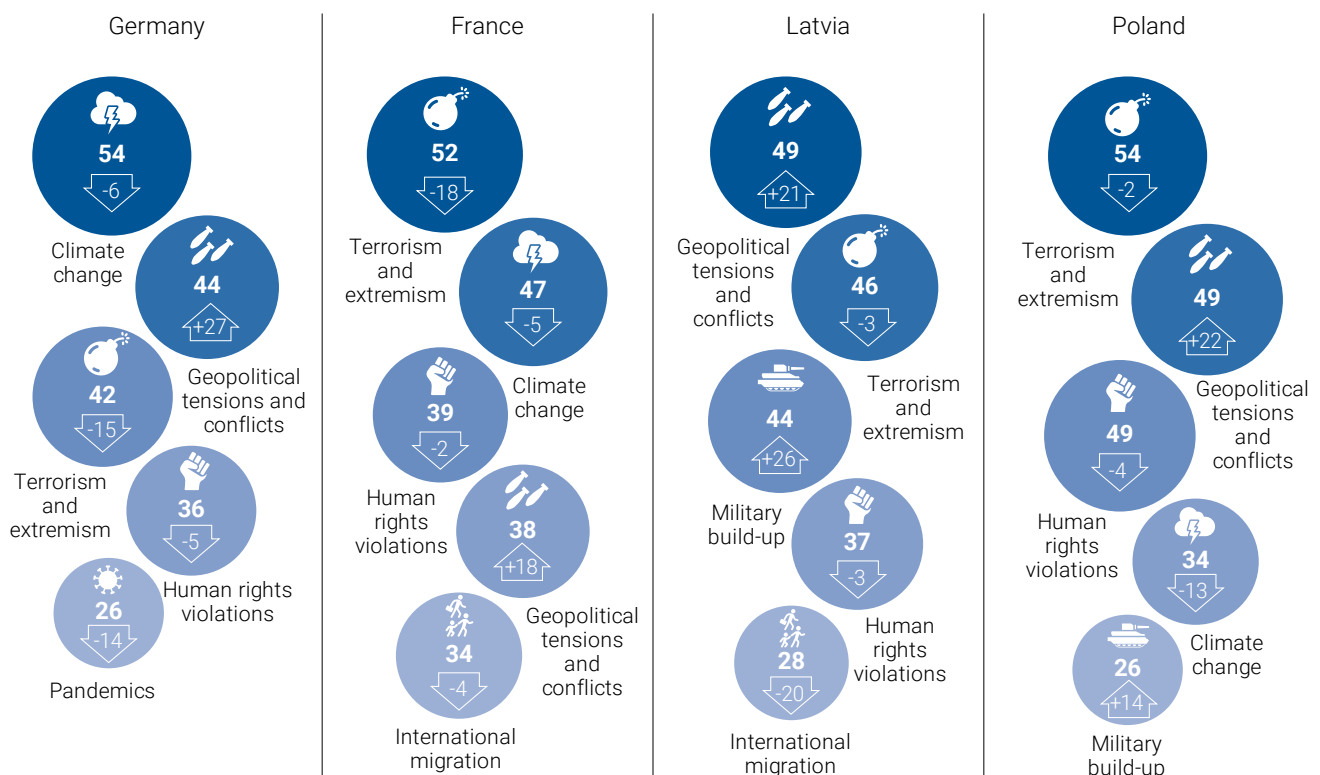 Germany
54
-6
Climate
change
44
+27
Geopolitical
tensions and
conflicts
42
-15
Terrorism
and
extremism
36
-5
Human rights
violations
26
-14
Pandemics
France
52
-18
Terrorism
and
extremism
47
-5
Climate
change
39
-2
Human
rights
violations
38
+18
Geopolitical
tensions
and
conflicts
34
-4
International
migration
Latvia
49
+21
Geopolitical
tensions
and
conflicts
46
-3
Terrorism
and
extremism
44
+26
Military
build-up
37
-3
Human
rights
violations
28
-20
International
migration
Poland
54
-2
Terrorism
and
extremism
49
+22
Geopolitical
tensions
and
conflicts
49
-4
Human
rights
violations
34
-13
Climate
change
26
+14
Military
build-up